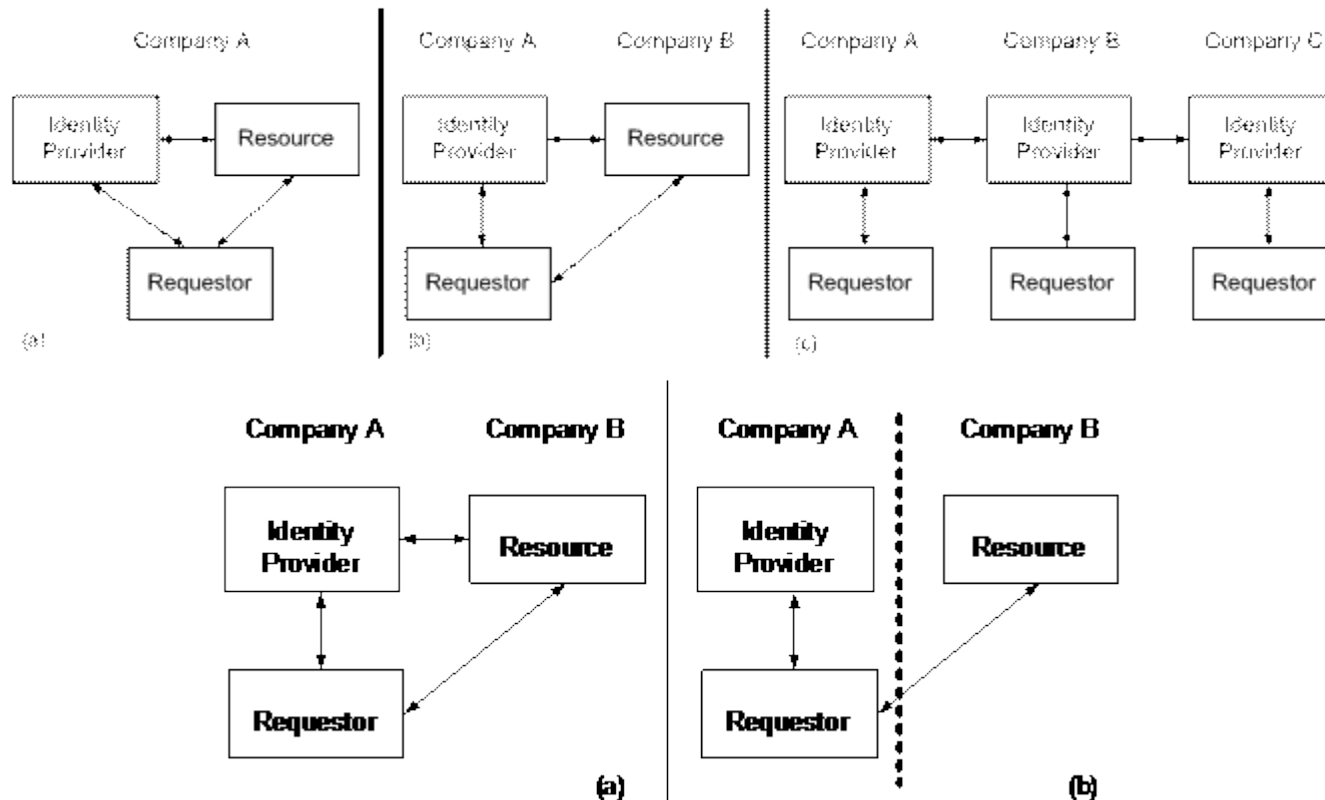 Company A
Identity
Provider
Resource
Requestor
(a)
Company A
Company B
Identity
Provider
Resource
Requestor
(b)
Company A
Company B
Company C
Identity
Provider
Identity
Provider
Identity
Provider
Requestor
Requestor
Requestor
(c)
Company A
Company B
Identity
Provider
Resource
Requestor
(a)
Company A
Company B
Identity
Provider
Resource
Requestor
(b)